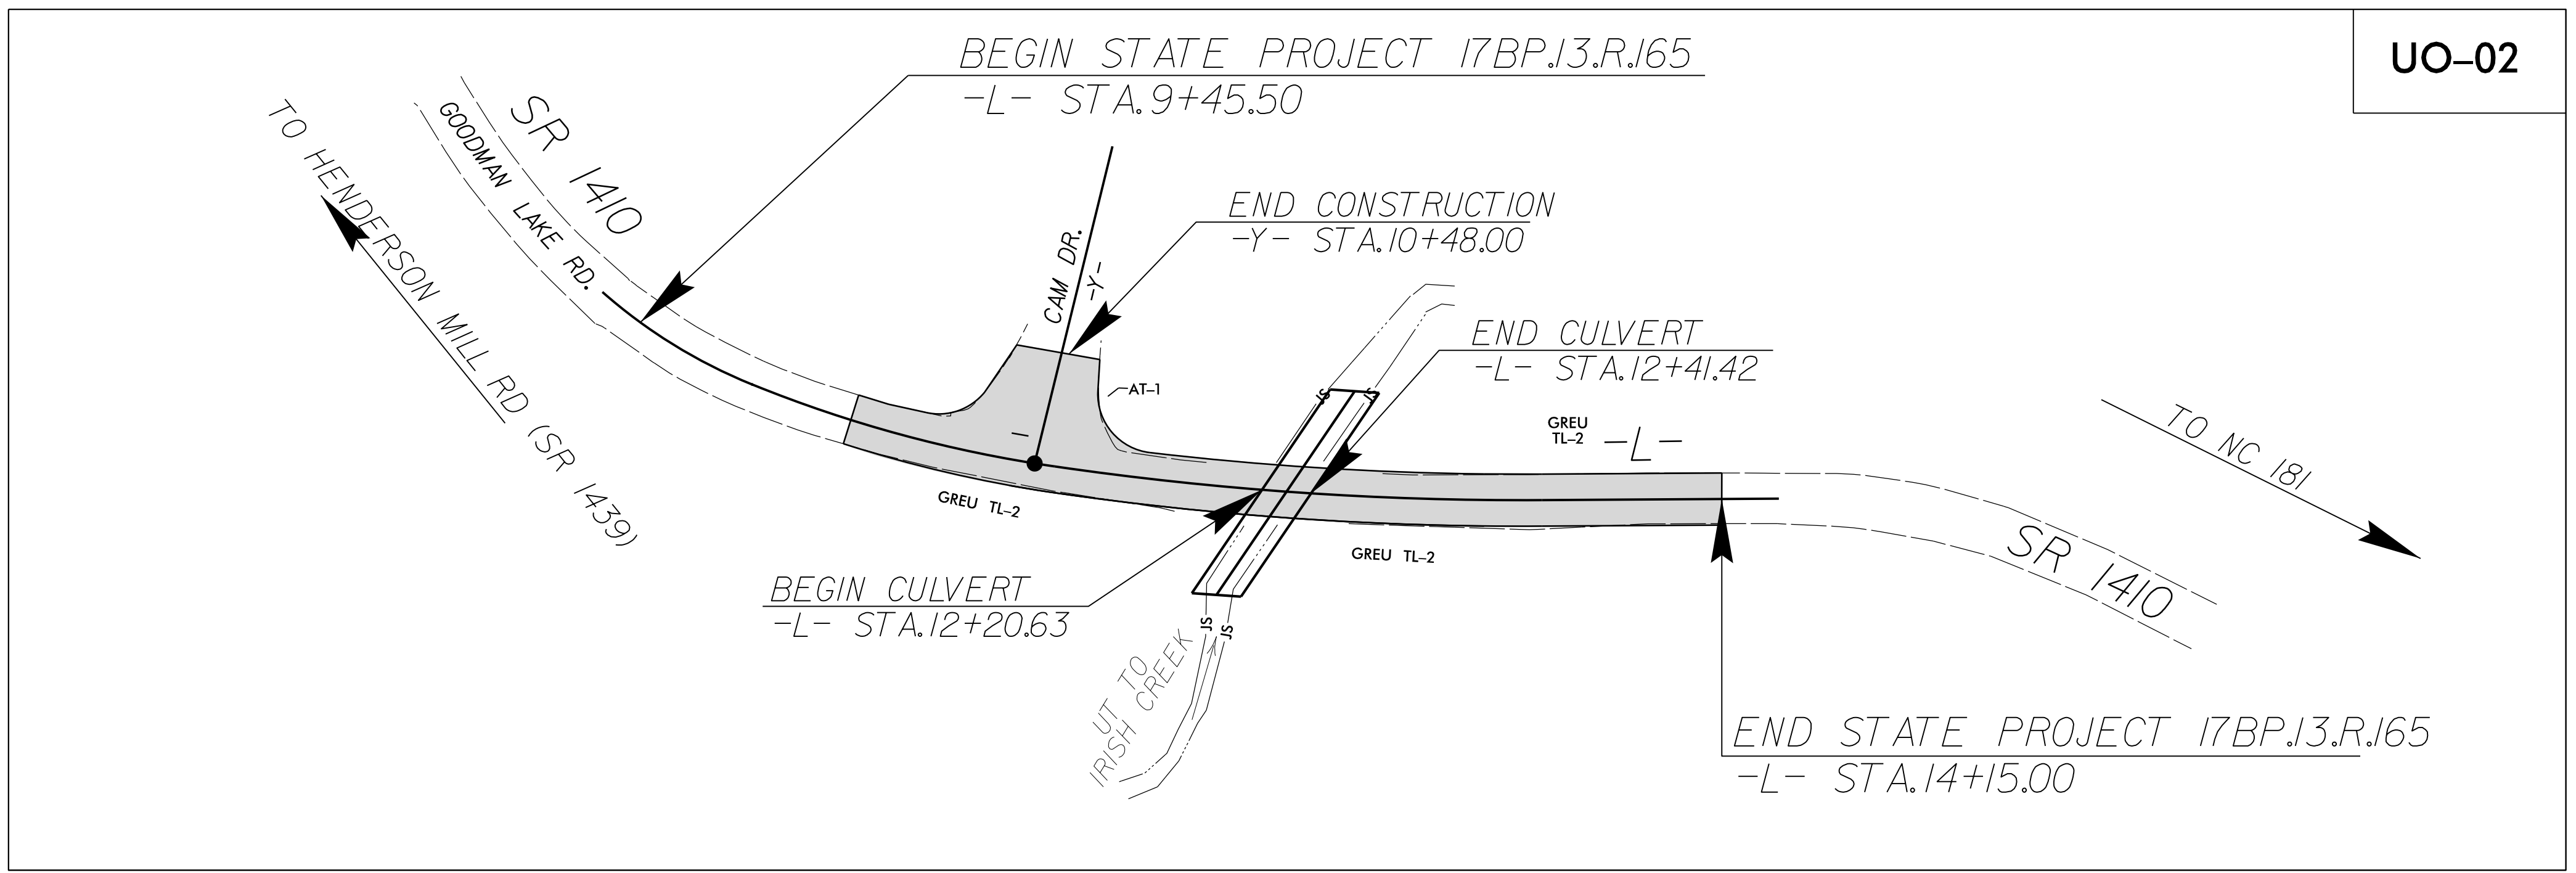 UO-02
BEGIN STATE PROJECT 17BP.13.R.165
-L- STA. 9+45.50
SR 1410
GOODMAN LAKE RD.
TO HENDERSON MILL RD (SR 1439)
END CONSTRUCTION
-Y- STA. 10+48.00
CAM DR.
-Y-
END CULVERT
-L- STA. 12+41.42
AT-1
JS
JS
GREU
TL-2
-L-
TO NC 181
GREU TL-2
GREU TL-2
SR 1410
BEGIN CULVERT
-L- STA. 12+20.63
JS
JS
UT TO
IRISH CREEK
END STATE PROJECT 17BP.13.R.165
-L- STA. 14+15.00